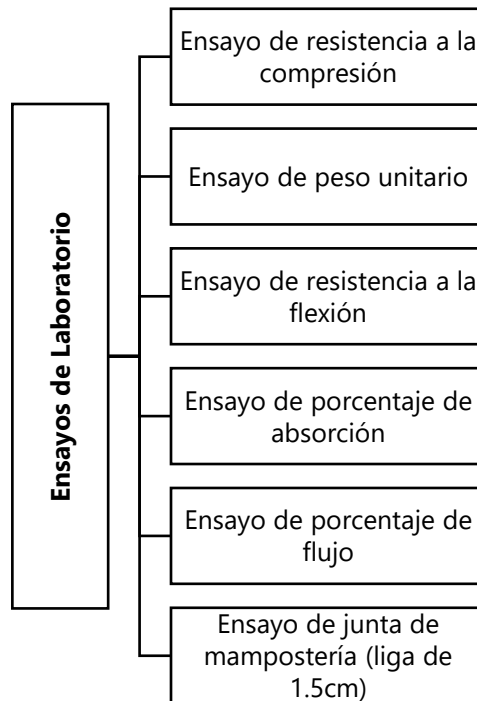 Ensayos de Laboratorio
Ensayo de resistencia a la
compresión
Ensayo de peso unitario
Ensayo de resistencia a la
flexión
Ensayo de porcentaje de
absorción
Ensayo de porcentaje de
flujo
Ensayo de junta de
mampostería (liga de
1.5cm)